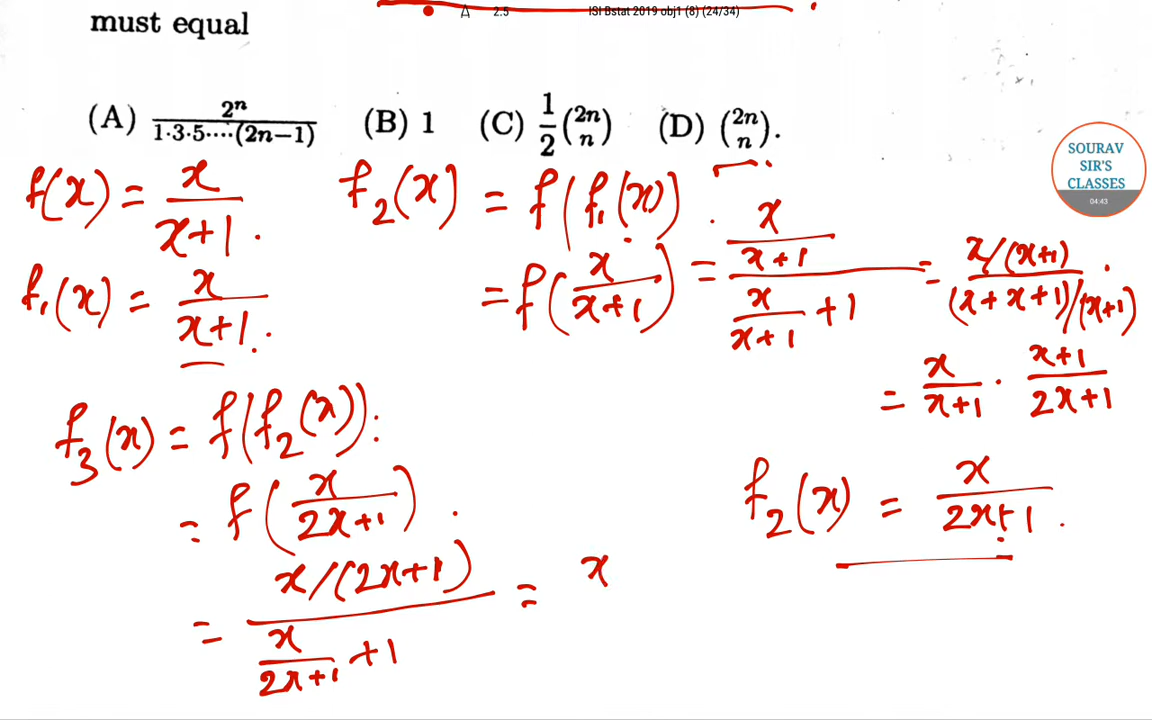 A 2.5 ISI Bstat 2019 obj1 (8) (24/34)
must equal
(A) 2^n / 1·3·5····(2n−1) (B) 1 (C) 1/2 (2n n) (D) (2n n).
SOURAV
SIR'S
CLASSES
04:43
f(x) = x / x+1 .
f₁(x) = x / x+1 .
f₂(x) = f(f₁(x)) .
= f(x / x+1) = x / x+1 / x / x+1 + 1 = x/(x+1) / (x+x+1)/(x+1) .
= x / x+1 · x+1 / 2x+1
f₂(x) = x / 2x+1 .
f₃(x) = f(f₂(x)) .
= f(x / 2x+1) .
= x/(2x+1) / x / 2x+1 + 1 = x